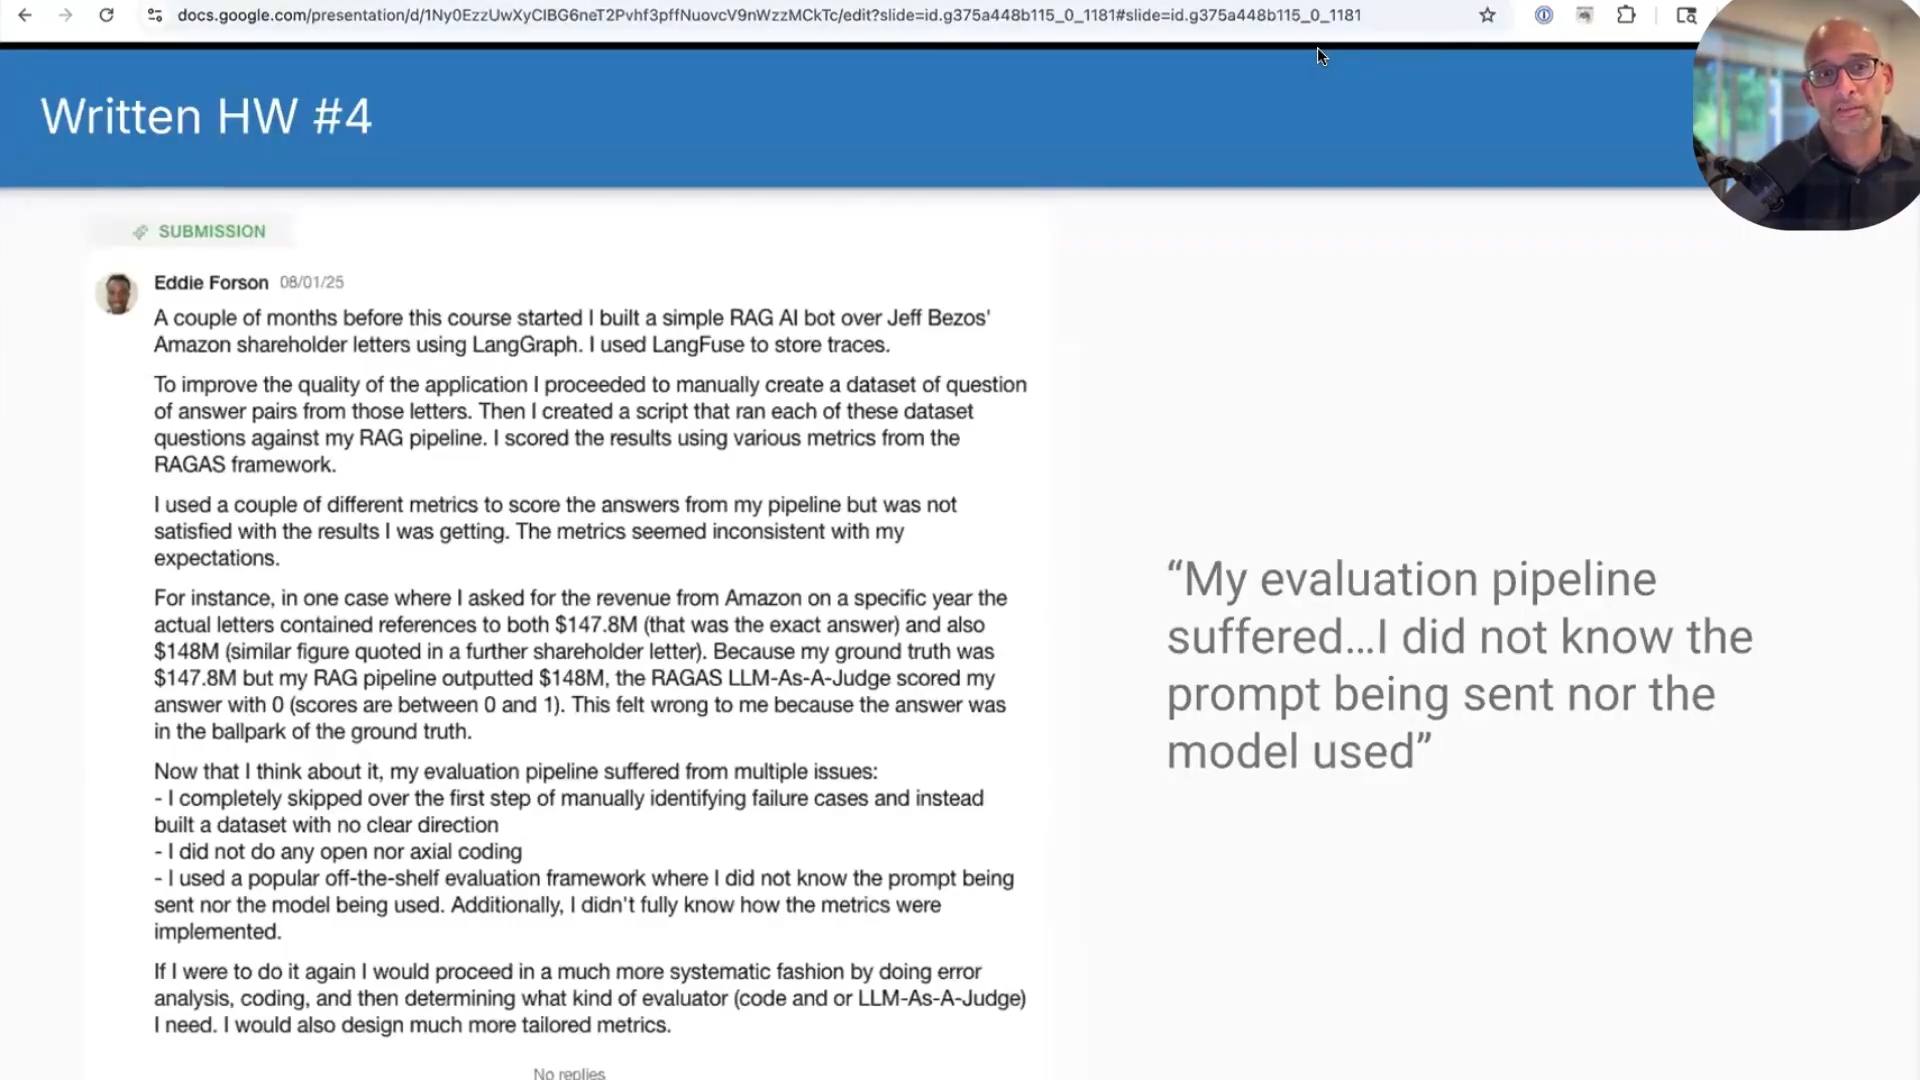 docs.google.com/presentation/d/1Ny0EzzUwXyCIBG6neT2Pvhf3pffNuovcV9nWzzMCkTc/edit?slide=id.g375a448b115_0_1181#slide=id.g375a448b115_0_1181
Written HW #4
SUBMISSION
Eddie Forson 08/01/25
A couple of months before this course started I built a simple RAG AI bot over Jeff Bezos'
Amazon shareholder letters using LangGraph. I used LangFuse to store traces.
To improve the quality of the application I proceeded to manually create a dataset of question
of answer pairs from those letters. Then I created a script that ran each of these dataset
questions against my RAG pipeline. I scored the results using various metrics from the
RAGAS framework.
I used a couple of different metrics to score the answers from my pipeline but was not
satisfied with the results I was getting. The metrics seemed inconsistent with my
expectations.
For instance, in one case where I asked for the revenue from Amazon on a specific year the
actual letters contained references to both $147.8M (that was the exact answer) and also
$148M (similar figure quoted in a further shareholder letter). Because my ground truth was
$147.8M but my RAG pipeline outputted $148M, the RAGAS LLM-As-A-Judge scored my
answer with 0 (scores are between 0 and 1). This felt wrong to me because the answer was
in the ballpark of the ground truth.
Now that I think about it, my evaluation pipeline suffered from multiple issues:
- I completely skipped over the first step of manually identifying failure cases and instead
built a dataset with no clear direction
- I did not do any open nor axial coding
- I used a popular off-the-shelf evaluation framework where I did not know the prompt being
sent nor the model being used. Additionally, I didn't fully know how the metrics were
implemented.
If I were to do it again I would proceed in a much more systematic fashion by doing error
analysis, coding, and then determining what kind of evaluator (code and or LLM-As-A-Judge)
I need. I would also design much more tailored metrics.
No replies
“My evaluation pipeline
suffered...I did not know the
prompt being sent nor the
model used”